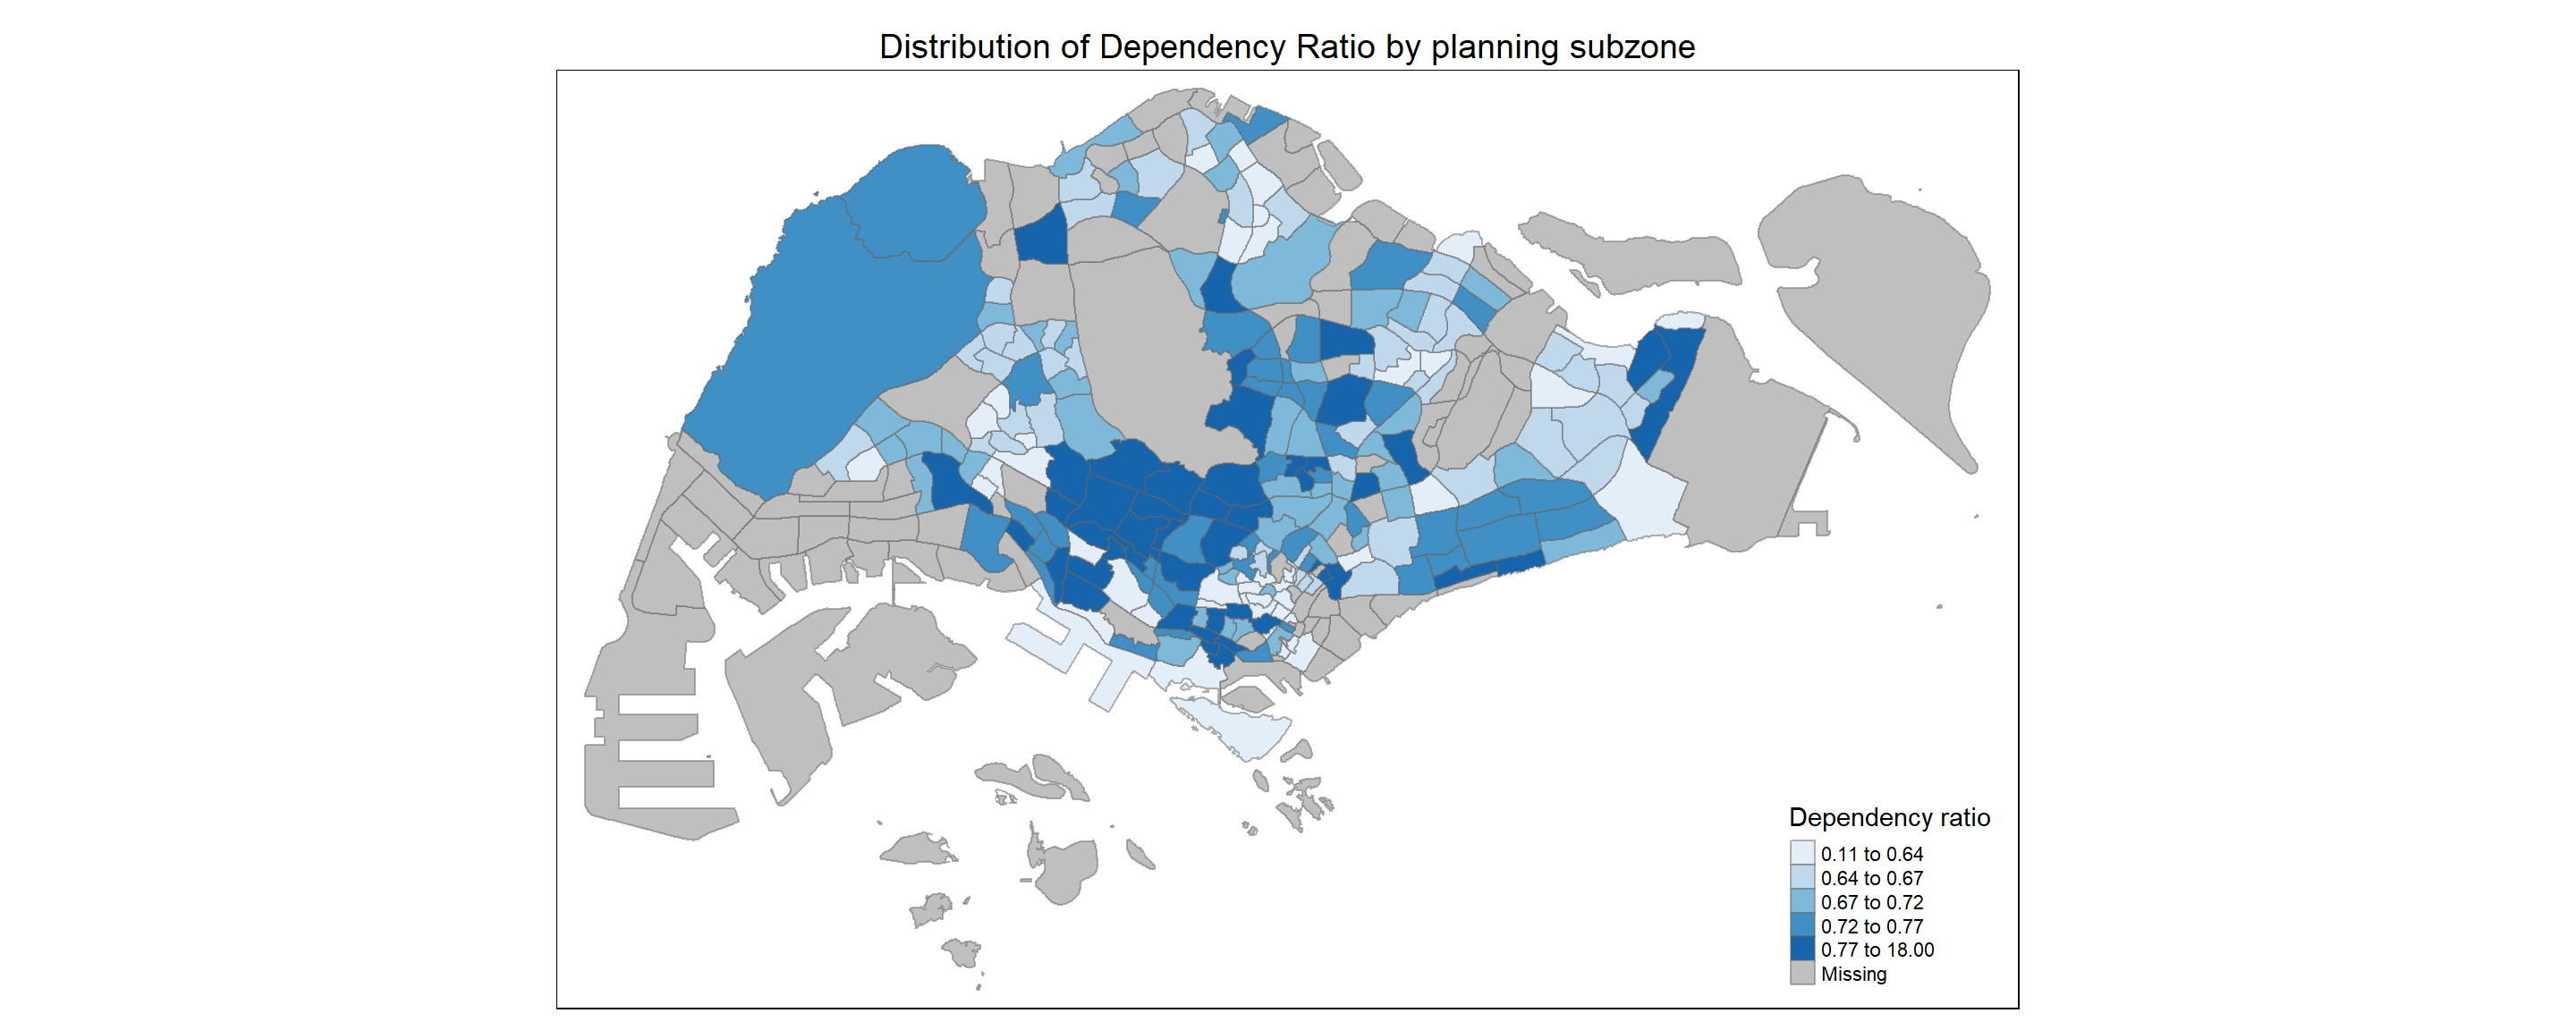 Distribution of Dependency Ratio by planning subzone
Dependency ratio
0.11 to 0.64
0.64 to 0.67
0.67 to 0.72
0.72 to 0.77
0.77 to 18.00
Missing